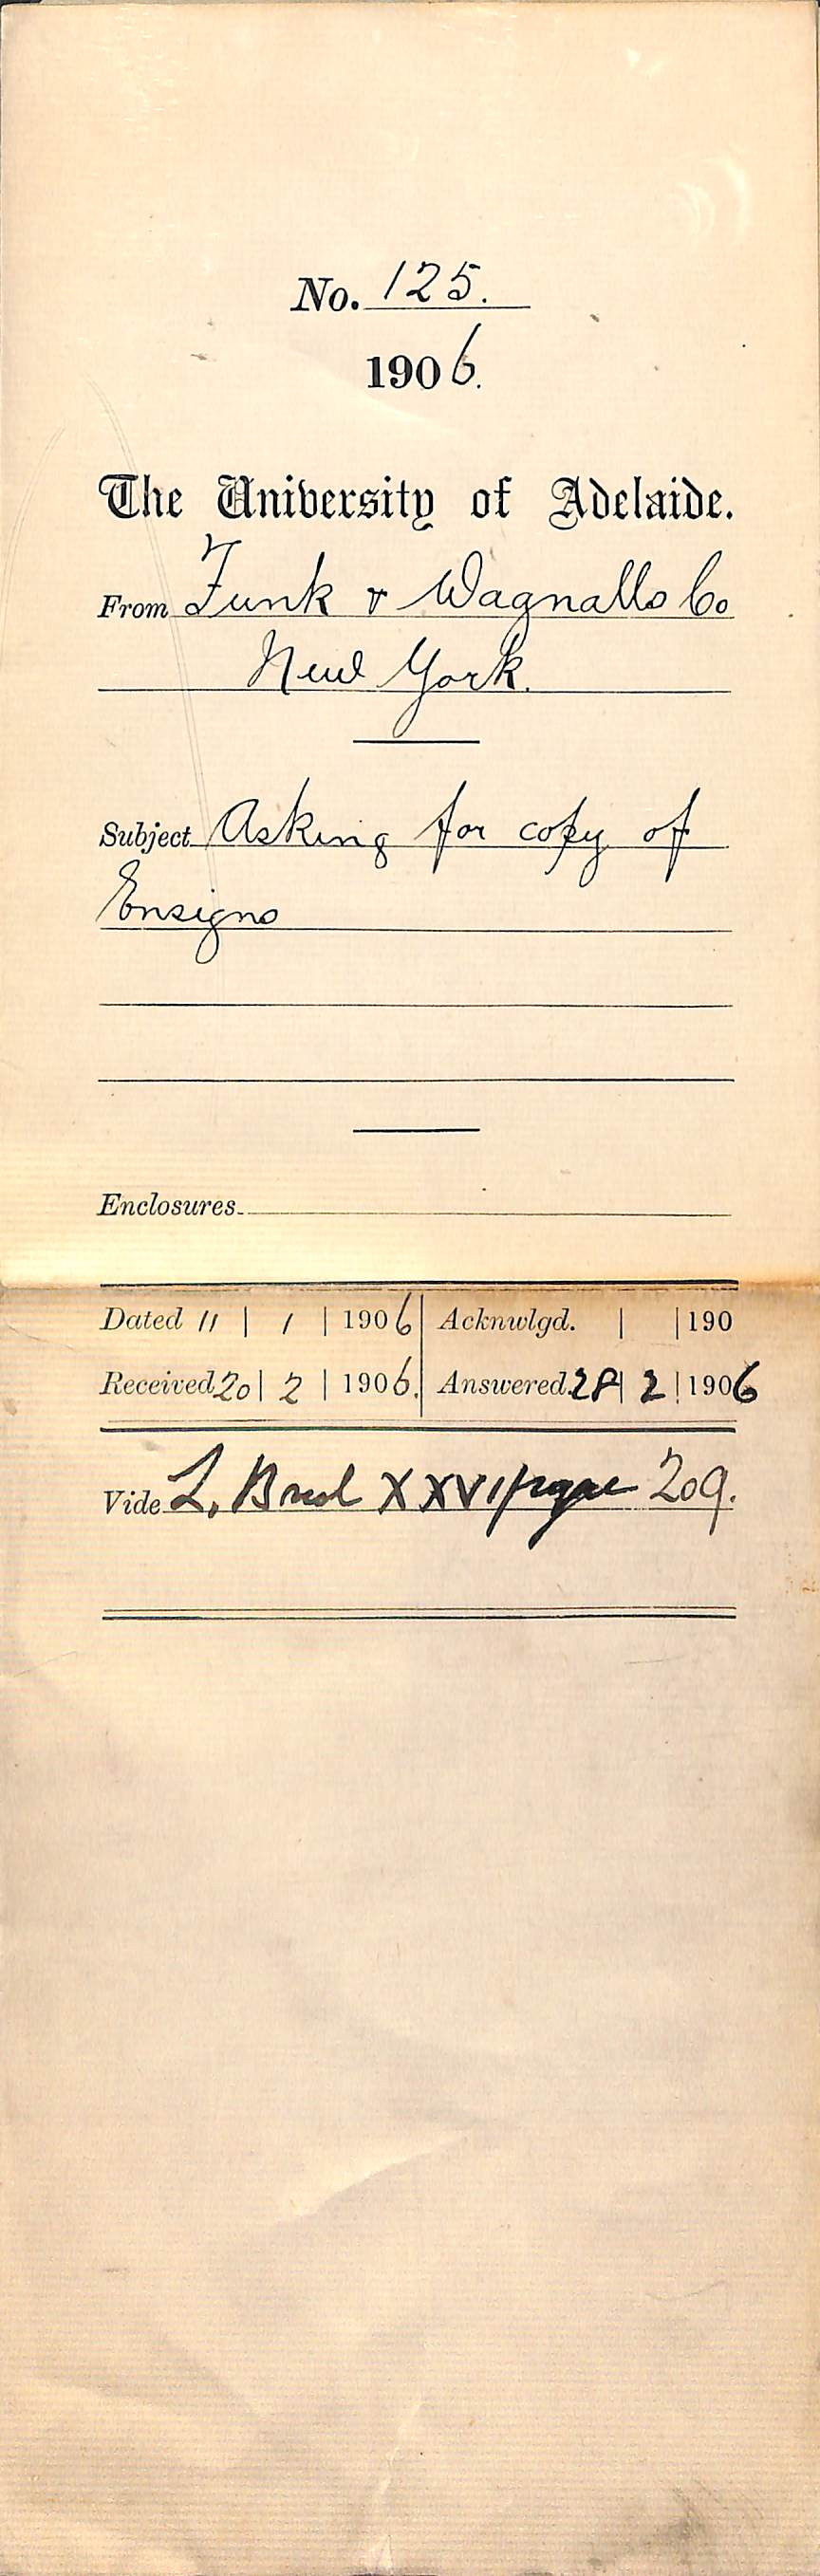 No. 125.
1906.
The University of Adelaide.
From Funk & Wagnalls Co
New York.
Subject Asking for copy of
Ensigns
Enclosures
Dated 11 | 1 | 1906 | Acknwlgd. | | 190
Received 20 | 2 | 1906. | Answered 28 | 2 | 1906
Vide L. Book XXVI page 209.